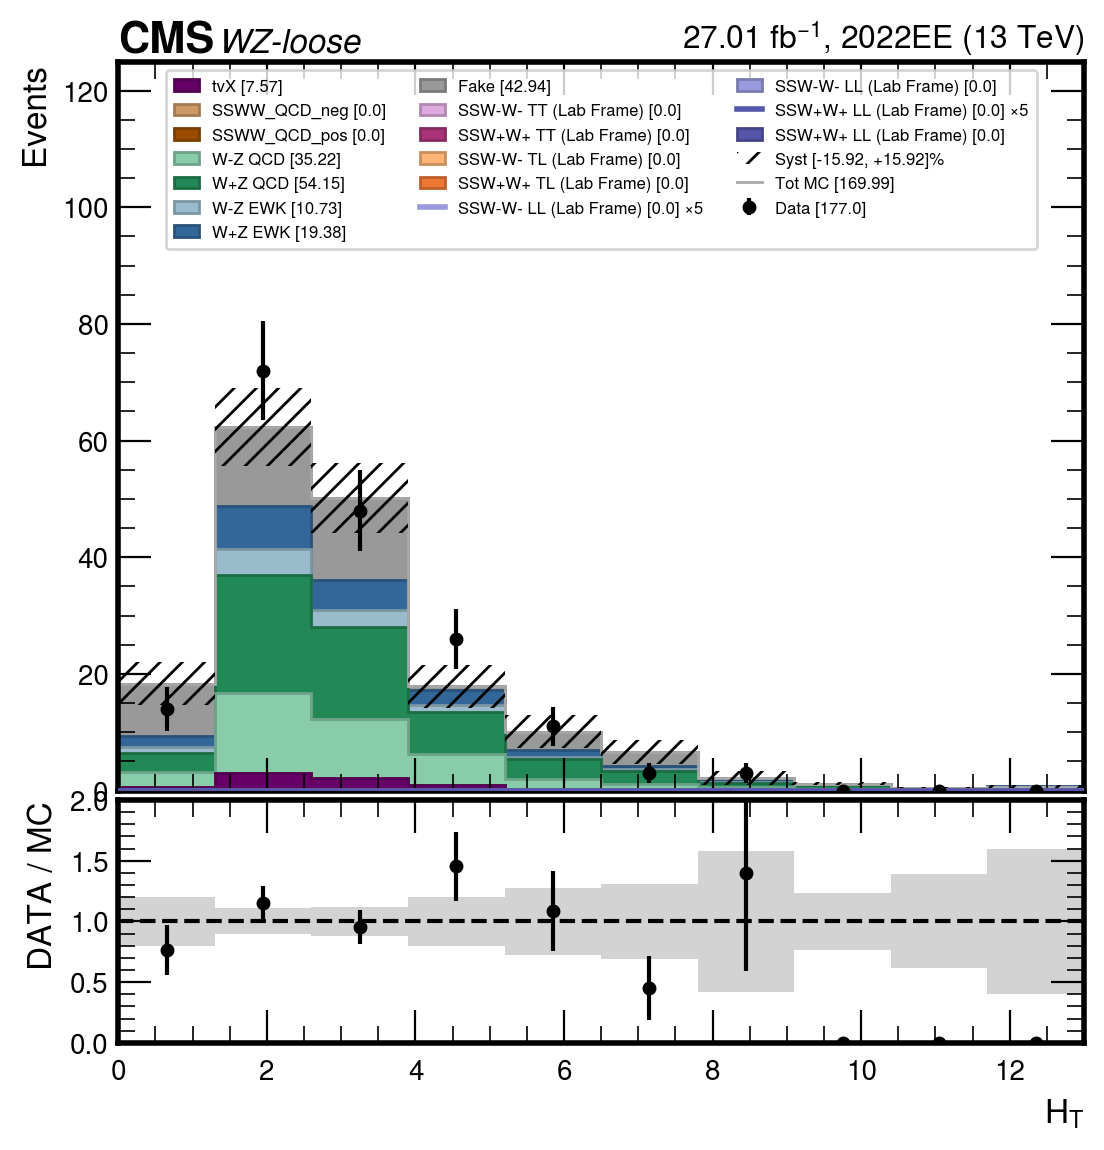 CMS WZ-loose 27.01 fb⁻¹, 2022EE (13 TeV)
Events
tvX [7.57]
SSWW_QCD_neg [0.0]
SSWW_QCD_pos [0.0]
W-Z QCD [35.22]
W+Z QCD [54.15]
W-Z EWK [10.73]
W+Z EWK [19.38]
Fake [42.94]
SSW-W- TT (Lab Frame) [0.0]
SSW+W+ TT (Lab Frame) [0.0]
SSW-W- TL (Lab Frame) [0.0]
SSW+W+ TL (Lab Frame) [0.0]
SSW-W- LL (Lab Frame) [0.0] ×5
SSW-W- LL (Lab Frame) [0.0]
SSW+W+ LL (Lab Frame) [0.0] ×5
SSW+W+ LL (Lab Frame) [0.0]
Syst [-15.92, +15.92]%
Tot MC [169.99]
Data [177.0]
120
100
80
60
40
20
0
DATA / MC
2.0
1.5
1.0
0.5
0.0
0 2 4 6 8 10 12
H_T